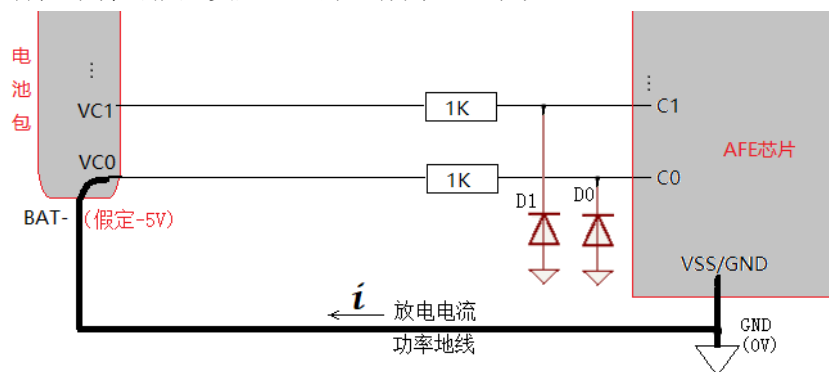 电
池
包
⋮
VC1
1K
⋮
C1
AFE芯片
VC0
1K
C0
D1
D0
BAT-
(假定-5V)
VSS/GND
i
放电电流
功率地线
GND
(0V)